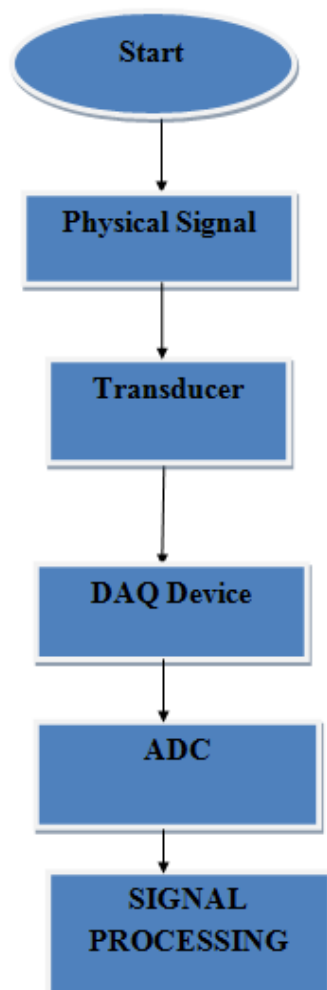 Start
Physical Signal
Transducer
DAQ Device
ADC
SIGNAL
PROCESSING